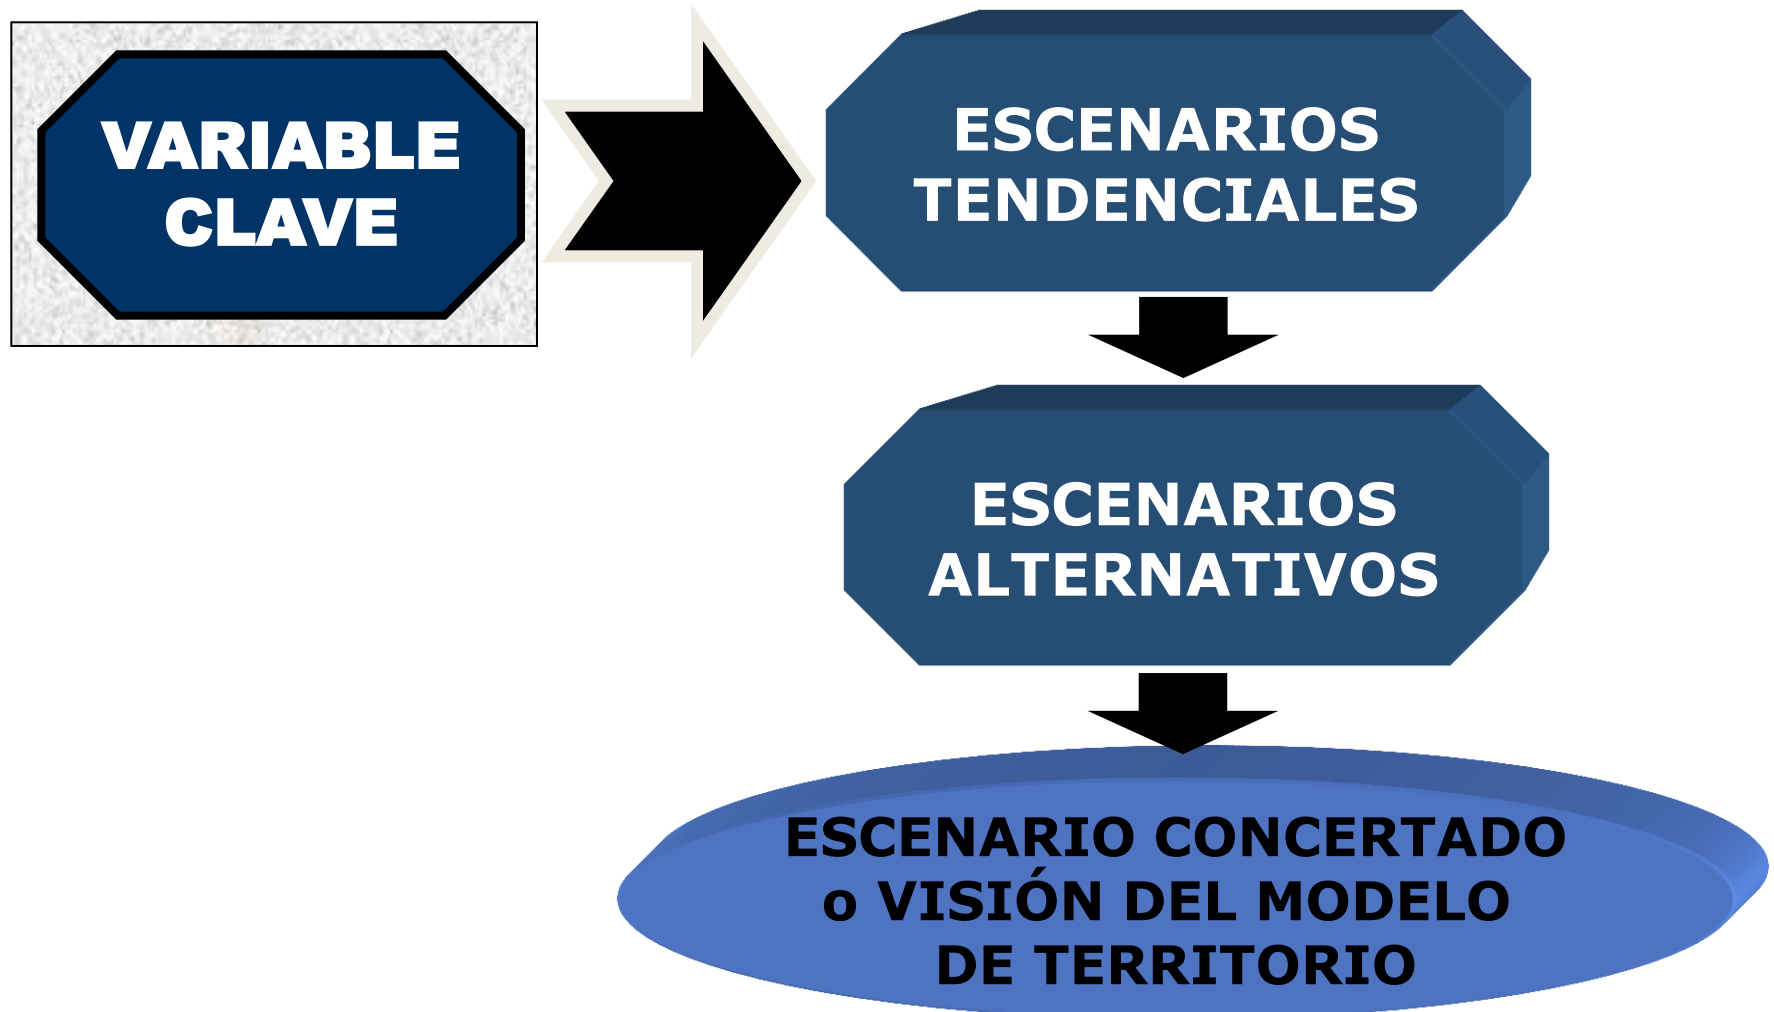 VARIABLE
CLAVE
ESCENARIOS
TENDENCIALES
ESCENARIOS
ALTERNATIVOS
ESCENARIO CONCERTADO
o VISIÓN DEL MODELO
DE TERRITORIO